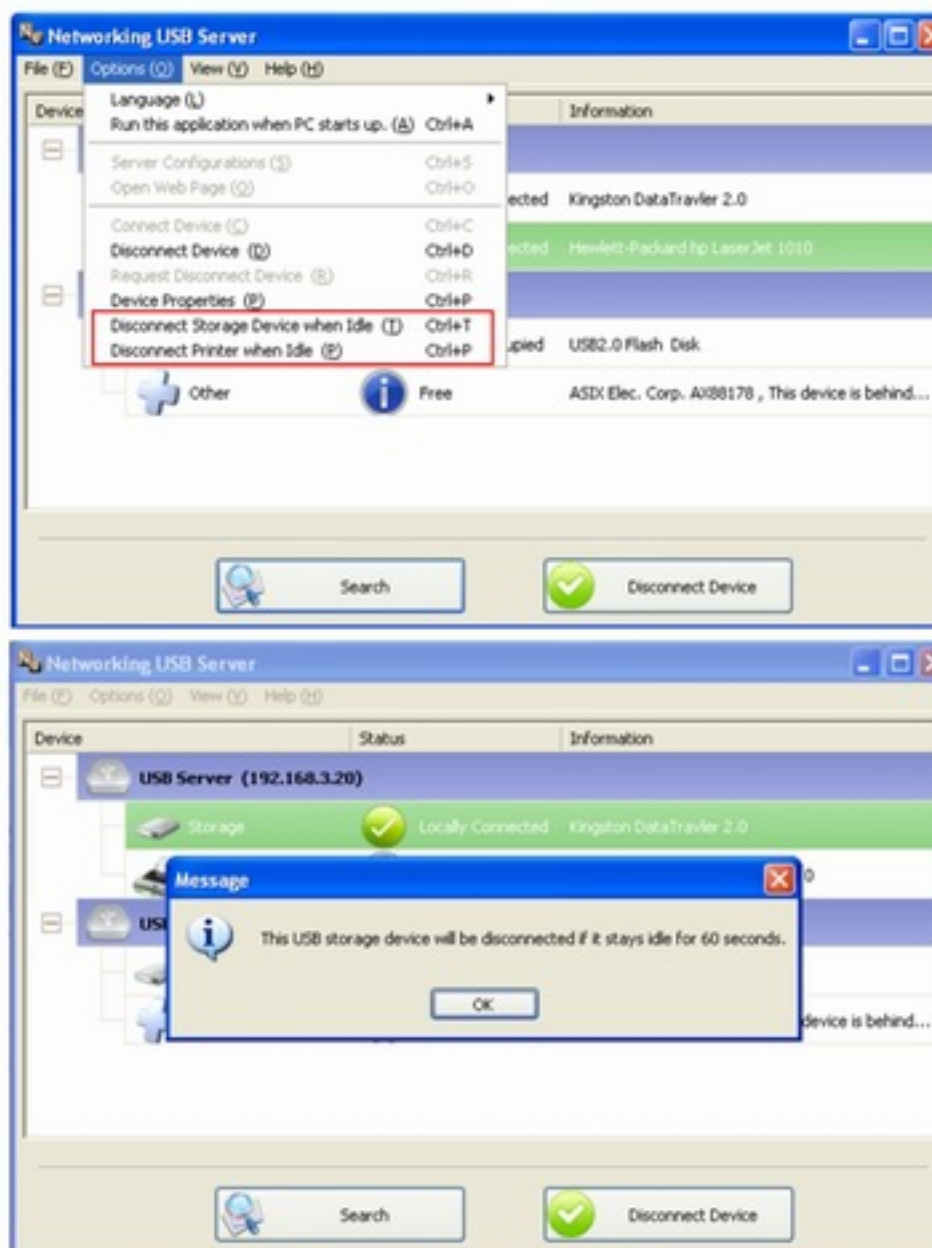 Networking USB Server
File (F) Options (O) View (V) Help (H)
Language (L)
Run this application when PC starts up. (A) Ctrl+A
Server Configurations (S) Ctrl+S
Open Web Page (O) Ctrl+O
Connect Device (C) Ctrl+C
Disconnect Device (D) Ctrl+D
Request Disconnect Device (R) Ctrl+R
Device Properties (P) Ctrl+P
Disconnect Storage Device when Idle (T) Ctrl+T
Disconnect Printer when Idle (P) Ctrl+P
Device Information
ected Kingston DataTravler 2.0
ected Hewlett-Packard hp LaserJet 1010
upied USB2.0 Flash Disk
Other Free ASIX Elec. Corp. AX88178 , This device is behind...
Search Disconnect Device
Networking USB Server
File (F) Options (O) View (V) Help (H)
Device Status Information
USB Server (192.168.3.20)
Storage Locally Connected Kingston DataTravler 2.0
0
Message
US
This USB storage device will be disconnected if it stays idle for 60 seconds.
OK
device is behind...
Search Disconnect Device